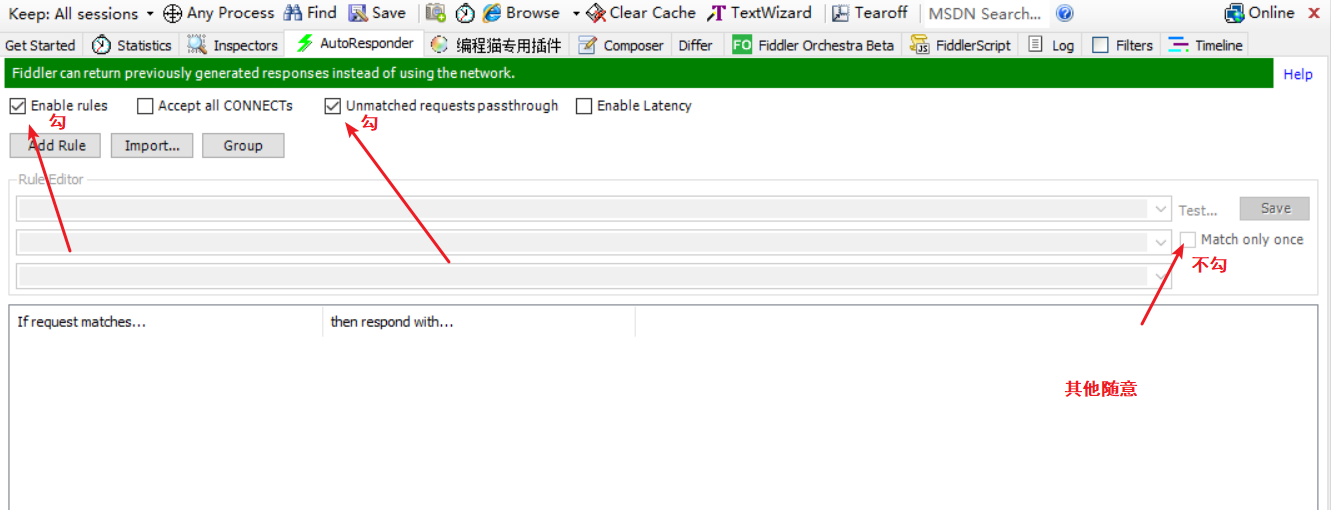 Keep: All sessions Any Process Find Save Browse Clear Cache TextWizard Tearoff MSDN Search... Online X
Get Started Statistics Inspectors AutoResponder 编程猫专用插件 Composer Differ FO Fiddler Orchestra Beta JS FiddlerScript Log Filters Timeline
Fiddler can return previously generated responses instead of using the network. Help
Enable rules Accept all CONNECTs Unmatched requests passthrough Enable Latency
勾 勾
Add Rule Import... Group
Rule Editor
Test... Save
Match only once
不勾
If request matches... then respond with...
其他随意